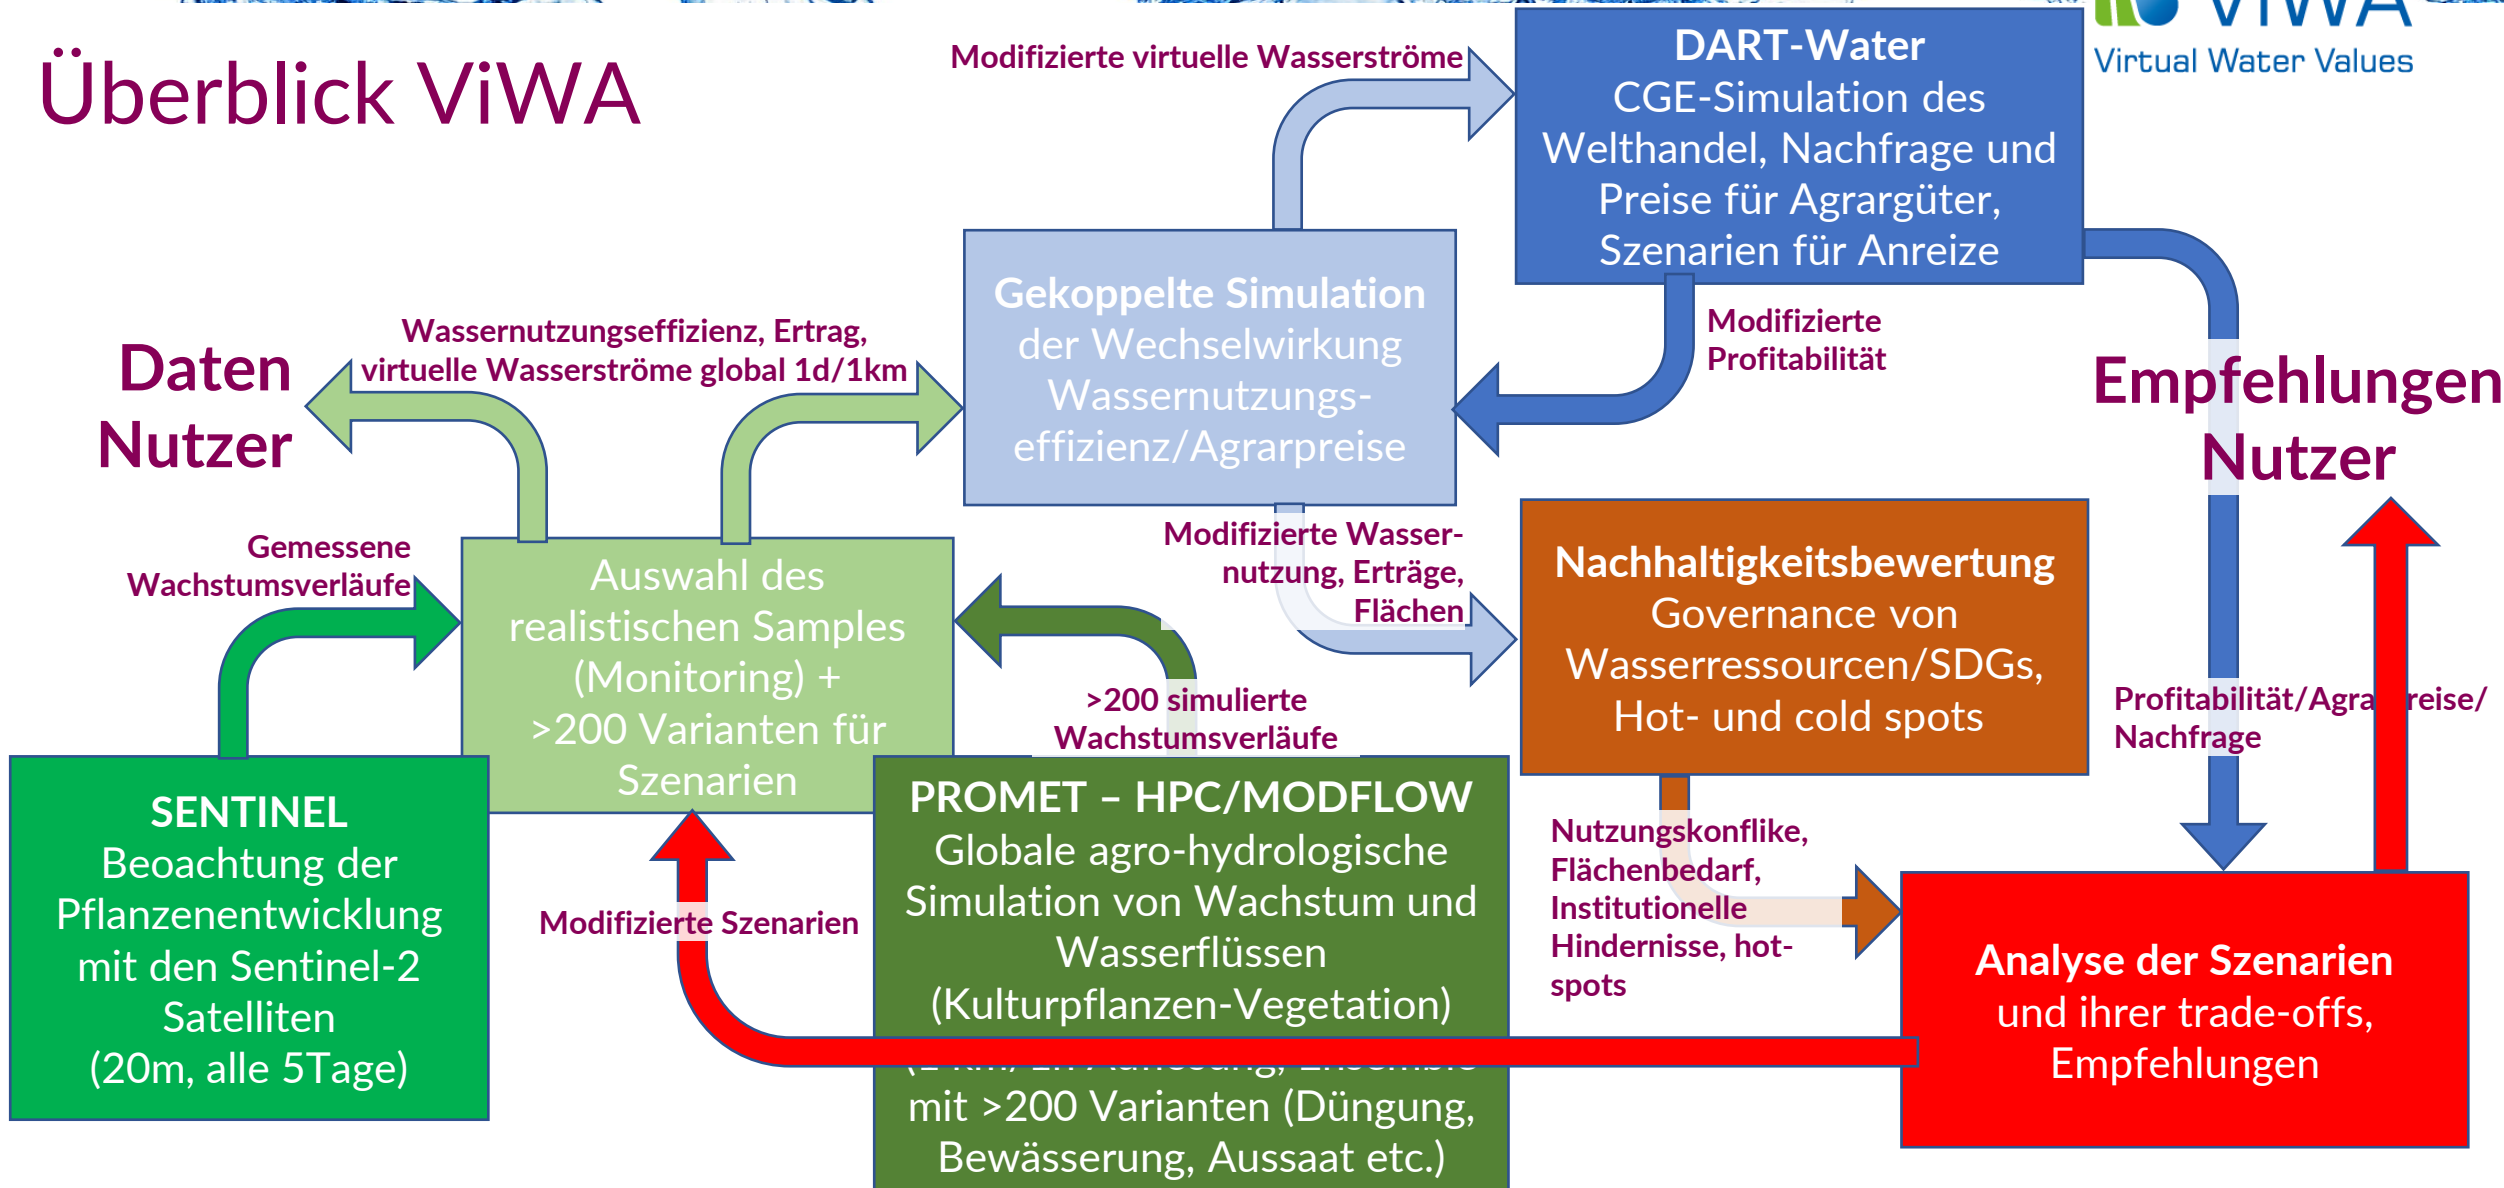 ViWA
Virtual Water Values
Überblick ViWA
Modifizierte virtuelle Wasserströme
DART-Water
CGE-Simulation des
Welthandel, Nachfrage und
Preise für Agrargüter,
Szenarien für Anreize
Gekoppelte Simulation
der Wechselwirkung
Wassernutzungs-
effizienz/Agrarpreise
Modifizierte
Profitabilität
Wassernutzungseffizienz, Ertrag,
virtuelle Wasserströme global 1d/1km
Daten
Nutzer
Empfehlungen
Nutzer
Gemessene
Wachstumsverläufe
Auswahl des
realistischen Samples
(Monitoring) +
>200 Varianten für
Szenarien
Modifizierte Wasser-
nutzung, Erträge,
Flächen
Nachhaltigkeitsbewertung
Governance von
Wasserressourcen/SDGs,
Hot- und cold spots
>200 simulierte
Wachstumsverläufe
Profitabilität/Agra reise/
Nachfrage
SENTINEL
Beoachtung der
Pflanzenentwicklung
mit den Sentinel-2
Satelliten
(20m, alle 5Tage)
PROMET – HPC/MODFLOW
Globale agro-hydrologische
Simulation von Wachstum und
Wasserflüssen
(Kulturpflanzen-Vegetation)
mit >200 Varianten (Düngung,
Bewässerung, Aussaat etc.)
Modifizierte Szenarien
Nutzungskonflike,
Flächenbedarf,
Institutionelle
Hindernisse, hot-
spots
Analyse der Szenarien
und ihrer trade-offs,
Empfehlungen